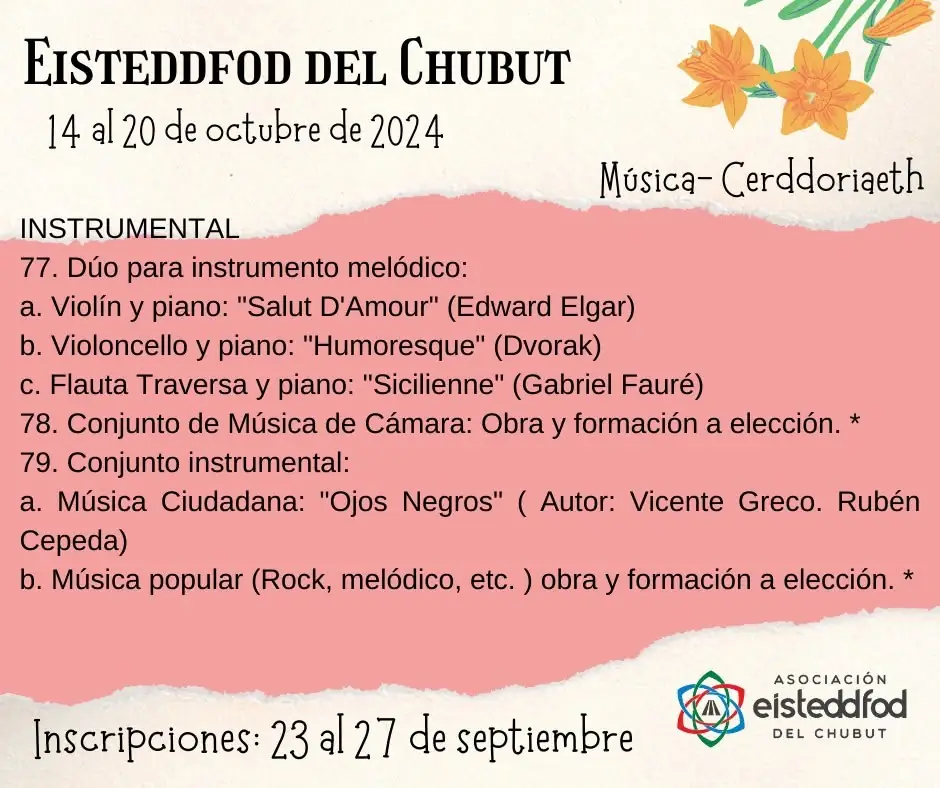 Eisteddfod del Chubut
14 al 20 de octubre de 2024
Música- Cerddoriaeth
INSTRUMENTAL
77. Dúo para instrumento melódico:
a. Violín y piano: "Salut D'Amour" (Edward Elgar)
b. Violoncello y piano: "Humoresque" (Dvorak)
c. Flauta Traversa y piano: "Sicilienne" (Gabriel Fauré)
78. Conjunto de Música de Cámara: Obra y formación a elección. *
79. Conjunto instrumental:
a. Música Ciudadana: "Ojos Negros" ( Autor: Vicente Greco. Rubén
Cepeda)
b. Música popular (Rock, melódico, etc. ) obra y formación a elección. *
Inscripciones: 23 al 27 de septiembre
ASOCIACIÓN
eisteddfod
DEL CHUBUT